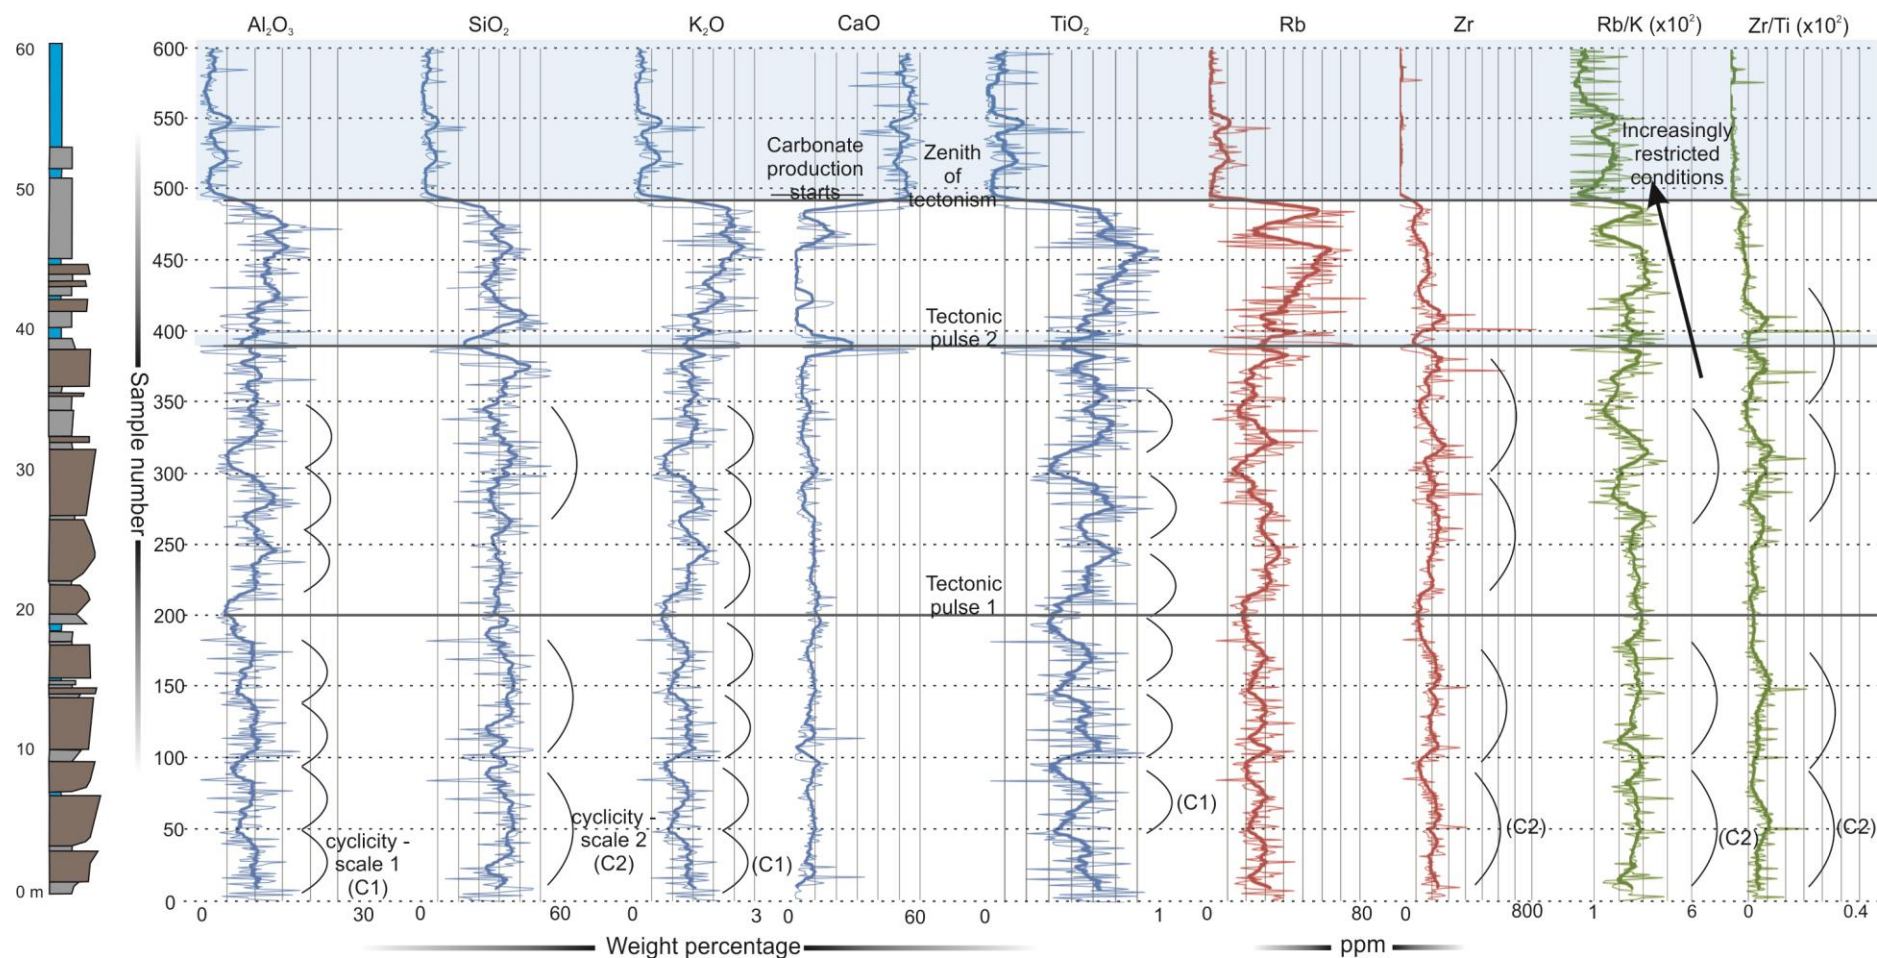 Al₂O₃ SiO₂ K₂O CaO TiO₂ Rb Zr Rb/K (x10²) Zr/Ti (x10²)
60 600
550
Carbonate
production
starts
Zenith
of
tectonism
Increasingly
restricted
conditions
50 500
450
40 400
Tectonic
pulse 2
350
30 300
250
Tectonic
pulse 1
20 200
150
10 100
50
0 m 0
Sample number
cyclicity -
scale 1
(C1)
cyclicity -
scale 2
(C2)
(C1)
(C1)
(C2)
(C2)
(C2)
0 30 0 60 0 3 0 60 0 1 0 80 0 800 1 6 0 0.4
Weight percentage ppm